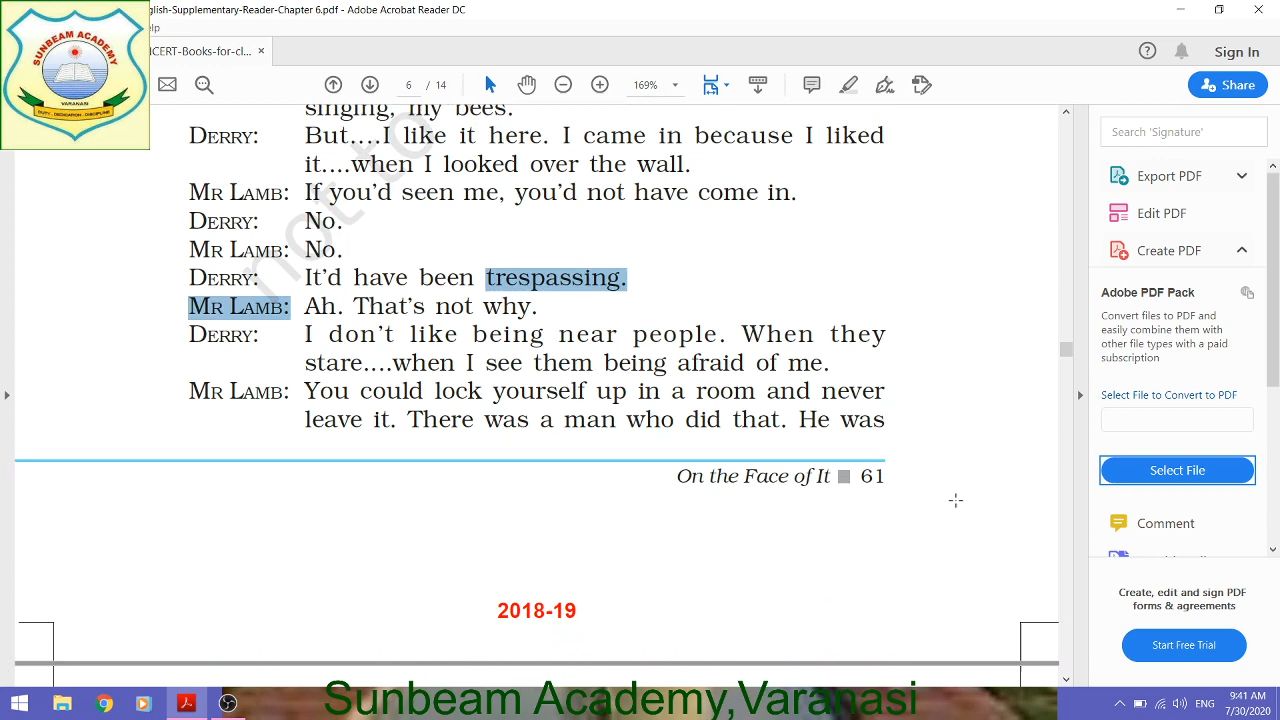 glish-Supplementary-Reader-Chapter 6.pdf - Adobe Acrobat Reader DC
elp
SUNBEAM ACADEMY
VARANASI
DUTY - DEDICATION - DISCIPLINE
ICERT-Books-for-cl... ×
Sign In
6 / 14
169%
Share
singing, my bees.
DERRY: But....I like it here. I came in because I liked
it....when I looked over the wall.
MR LAMB: If you'd seen me, you'd not have come in.
DERRY: No.
MR LAMB: No.
DERRY: It'd have been trespassing.
MR LAMB: Ah. That's not why.
DERRY: I don't like being near people. When they
stare....when I see them being afraid of me.
MR LAMB: You could lock yourself up in a room and never
leave it. There was a man who did that. He was
not to
On the Face of It ■ 61
2018-19
Search 'Signature'
Export PDF
Edit PDF
Create PDF
Adobe PDF Pack
Convert files to PDF and
easily combine them with
other file types with a paid
subscription
Select File to Convert to PDF
Select File
Comment
Create, edit and sign PDF
forms & agreements
Start Free Trial
Sunbeam Academy,Varanasi
ENG
9:41 AM
7/30/2020